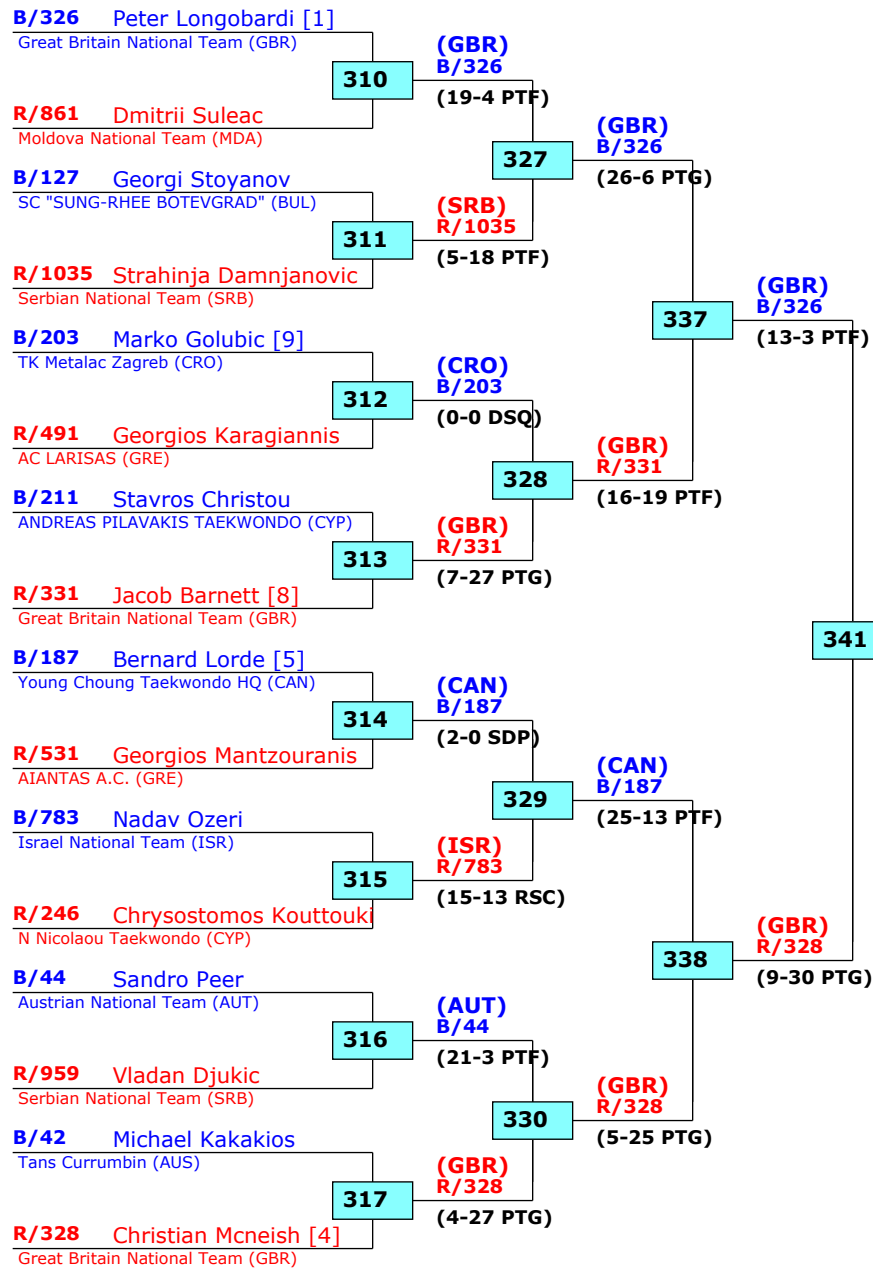 B/326 Peter Longobardi [1]
Great Britain National Team (GBR)
310
(GBR)
B/326
(19-4 PTF)
R/861 Dmitrii Suleac
Moldova National Team (MDA)
327
(GBR)
B/326
(26-6 PTG)
B/127 Georgi Stoyanov
SC "SUNG-RHEE BOTEVGRAD" (BUL)
311
(SRB)
R/1035
(5-18 PTF)
R/1035 Strahinja Damnjanovic
Serbian National Team (SRB)
337
(GBR)
B/326
(13-3 PTF)
B/203 Marko Golubic [9]
TK Metalac Zagreb (CRO)
312
(CRO)
B/203
(0-0 DSQ)
R/491 Georgios Karagiannis
AC LARISAS (GRE)
328
(GBR)
R/331
(16-19 PTF)
B/211 Stavros Christou
ANDREAS PILAVAKIS TAEKWONDO (CYP)
313
(GBR)
R/331
(7-27 PTG)
R/331 Jacob Barnett [8]
Great Britain National Team (GBR)
341
B/187 Bernard Lorde [5]
Young Choung Taekwondo HQ (CAN)
314
(CAN)
B/187
(2-0 SDP)
R/531 Georgios Mantzouranis
AIANTAS A.C. (GRE)
329
(CAN)
B/187
(25-13 PTF)
B/783 Nadav Ozeri
Israel National Team (ISR)
315
(ISR)
R/783
(15-13 RSC)
R/246 Chrysostomos Kouttouki
N Nicolaou Taekwondo (CYP)
338
(GBR)
R/328
(9-30 PTG)
B/44 Sandro Peer
Austrian National Team (AUT)
316
(AUT)
B/44
(21-3 PTF)
R/959 Vladan Djukic
Serbian National Team (SRB)
330
(GBR)
R/328
(5-25 PTG)
B/42 Michael Kakakios
Tans Currumbin (AUS)
317
(GBR)
R/328
(4-27 PTG)
R/328 Christian Mcneish [4]
Great Britain National Team (GBR)